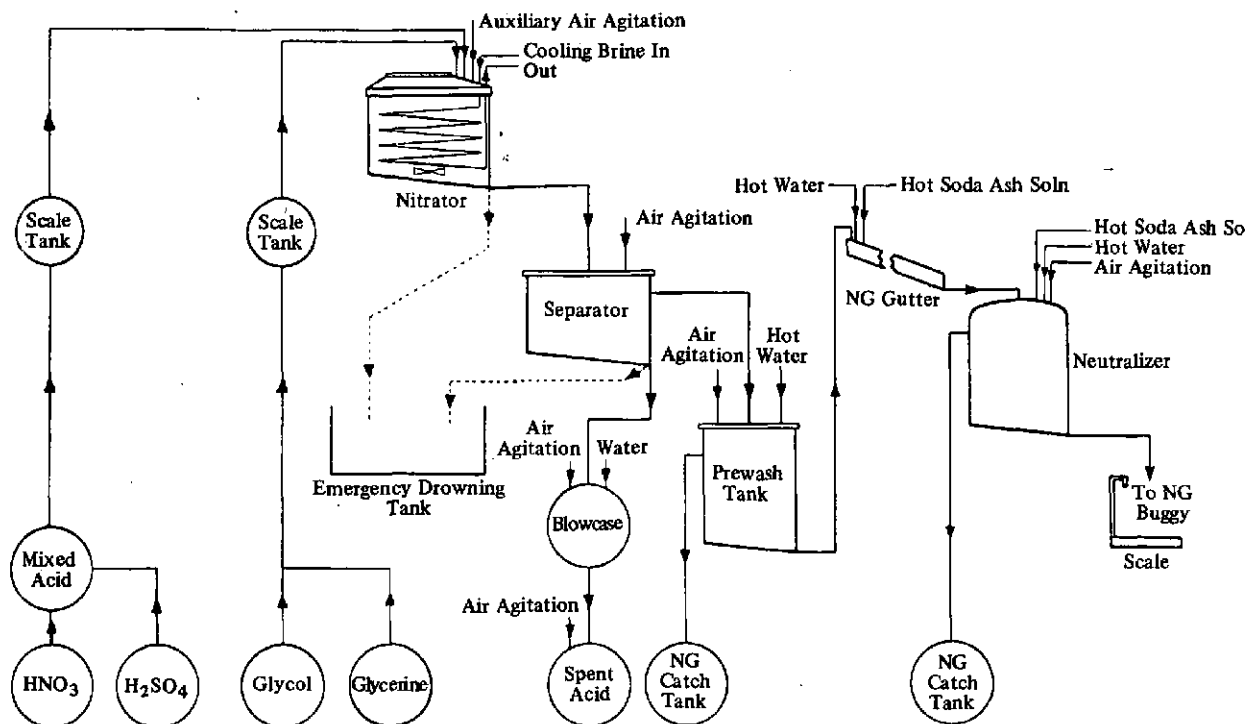 Auxiliary Air Agitation
Cooling Brine In
Out
Nitrator
Scale
Tank
Scale
Tank
Air Agitation
Separator
Hot Water
Hot Soda Ash Soln
NG Gutter
Hot Soda Ash So
Hot Water
Air Agitation
Neutralizer
Air
Agitation
Hot
Water
Prewash
Tank
Emergency Drowning
Tank
Air
Agitation
Water
Blowcase
To NG
Buggy
Scale
Mixed
Acid
Air Agitation
HNO3
H2SO4
Glycol
Glycerine
Spent
Acid
NG
Catch
Tank
NG
Catch
Tank